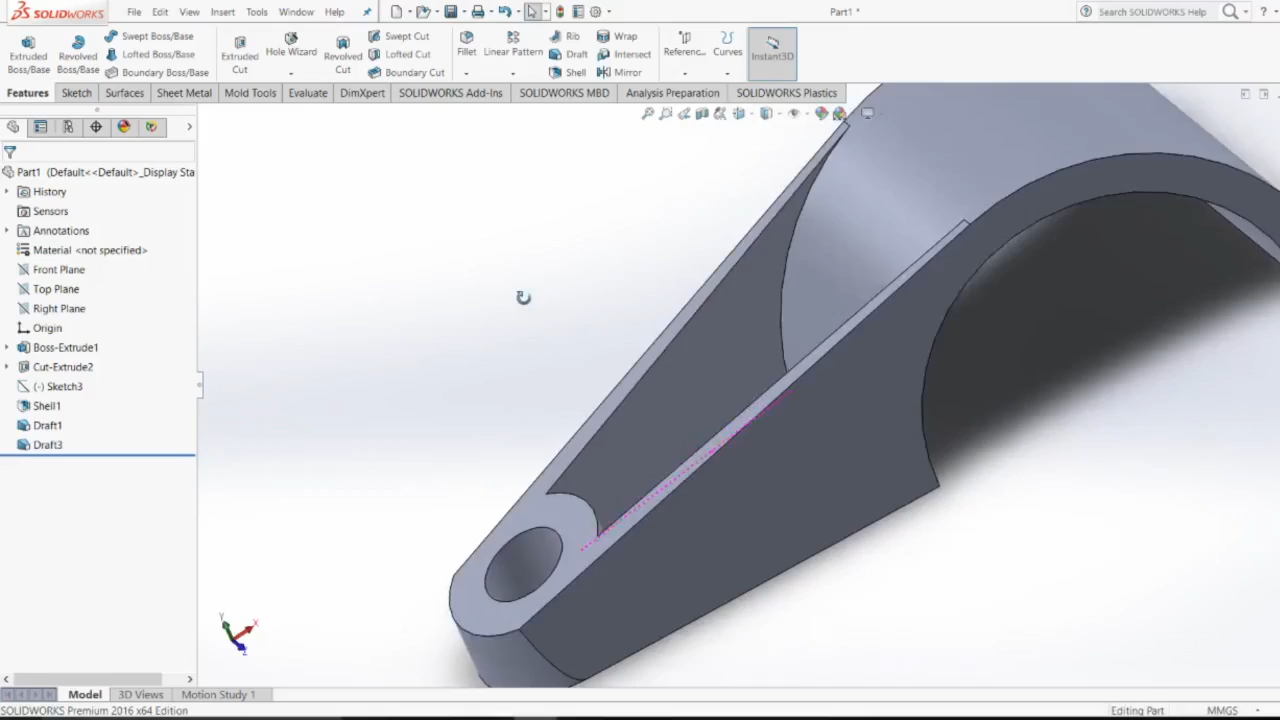 SOLIDWORKS File Edit View Insert Tools Window Help Part1 * Search SOLIDWORKS Help ?
Extruded Boss/Base Revolved Boss/Base Swept Boss/Base Lofted Boss/Base Boundary Boss/Base Extruded Cut Hole Wizard Revolved Cut Swept Cut Lofted Cut Boundary Cut Fillet Linear Pattern Rib Draft Shell Wrap Intersect Mirror Referenc... Curves Instant3D
Features Sketch Surfaces Sheet Metal Mold Tools Evaluate DimXpert SOLIDWORKS Add-Ins SOLIDWORKS MBD Analysis Preparation SOLIDWORKS Plastics
Part1 (Default<<Default>_Display Sta
History
Sensors
Annotations
Material <not specified>
Front Plane
Top Plane
Right Plane
Origin
Boss-Extrude1
Cut-Extrude2
(-) Sketch3
Shell1
Draft1
Draft3
Y X Z
Model 3D Views Motion Study 1
SOLIDWORKS Premium 2016 x64 Edition Editing Part MMGS